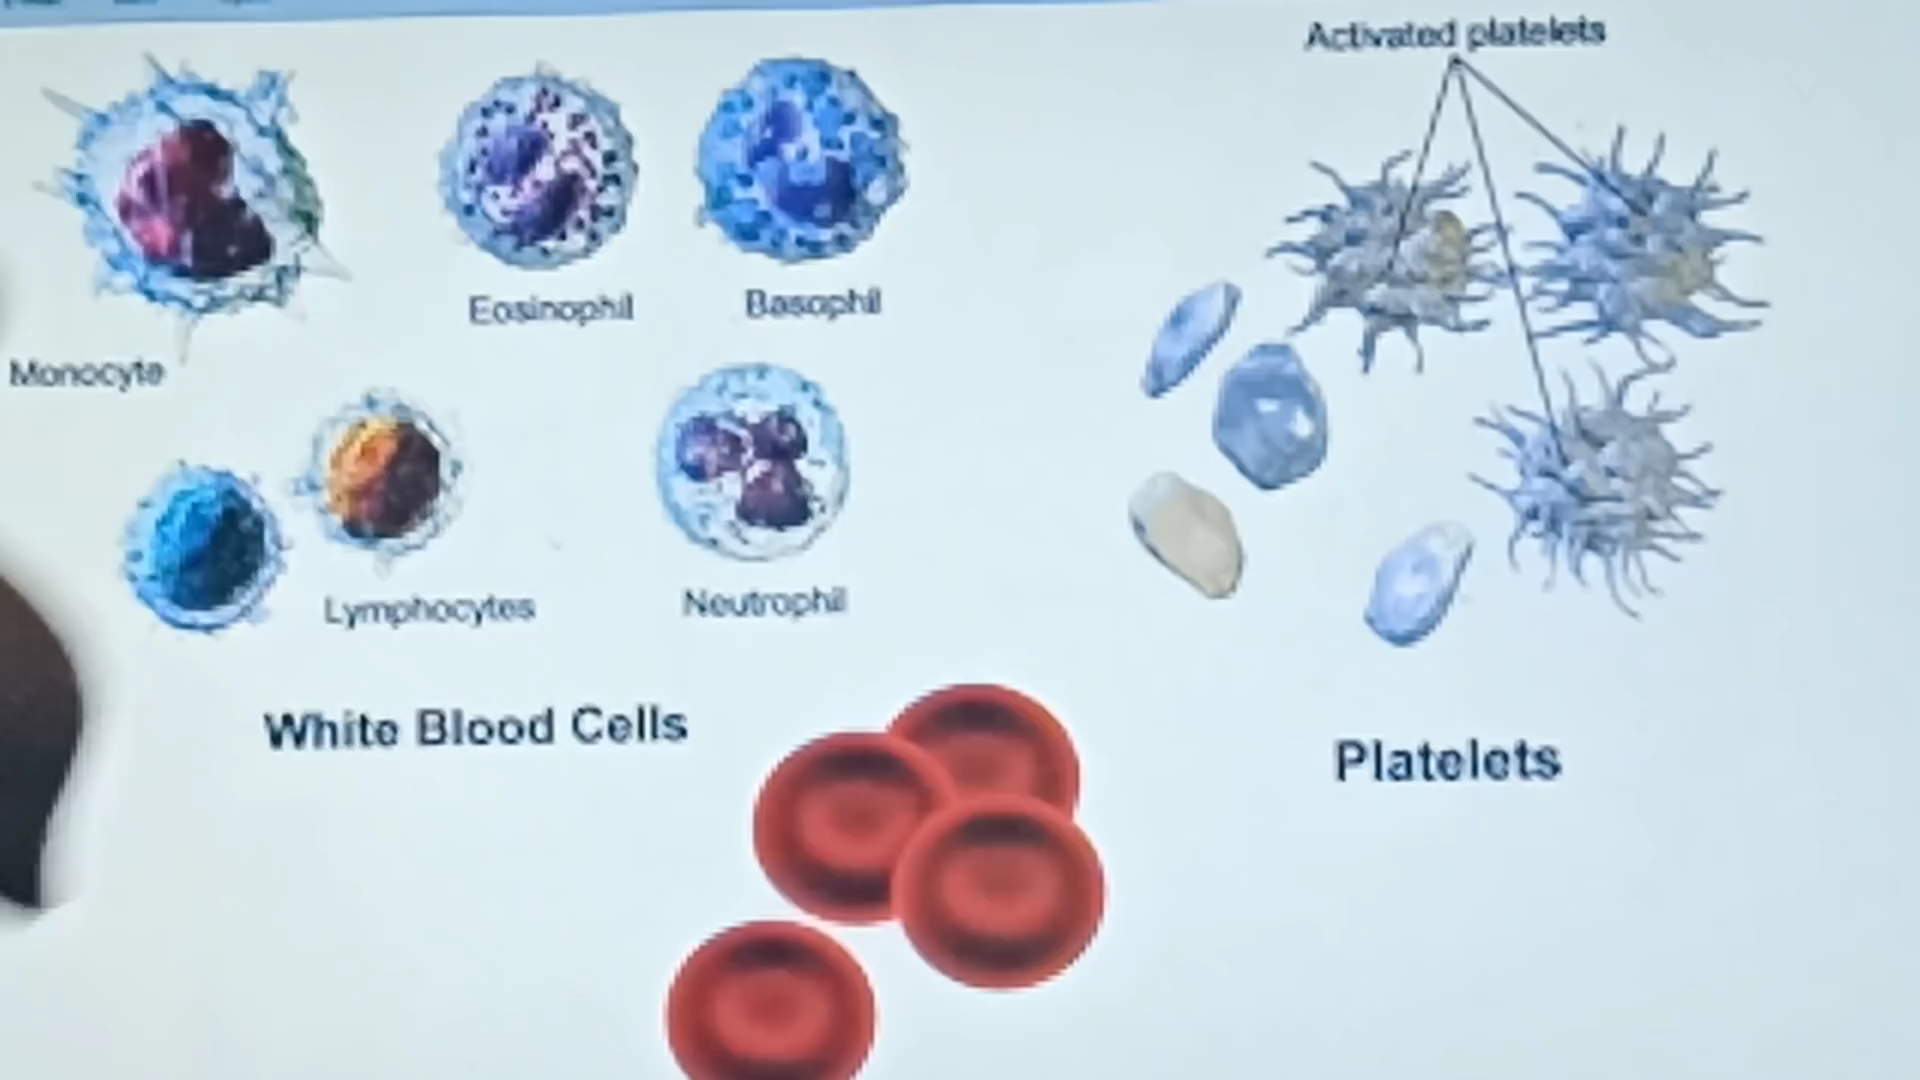 Activated platelets
Eosinophil
Basophil
Monocyte
Lymphocytes
Neutrophil
White Blood Cells
Platelets